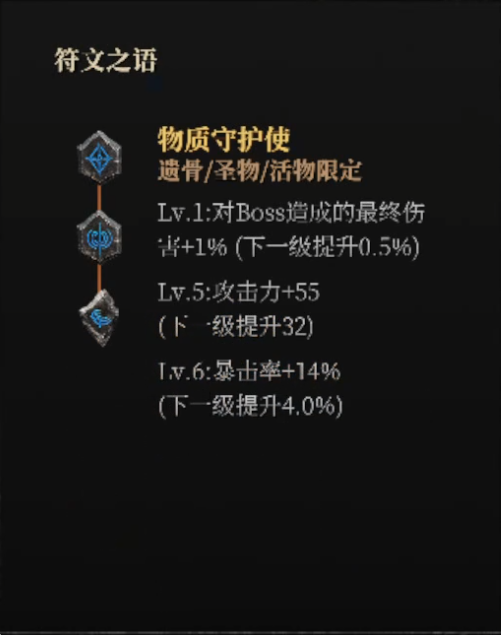 符文之语
物质守护使
遗骨/圣物/活物限定
Lv.1:对Boss造成的最终伤
害+1% (下一级提升0.5%)
Lv.5:攻击力+55
(下一级提升32)
Lv.6:暴击率+14%
(下一级提升4.0%)